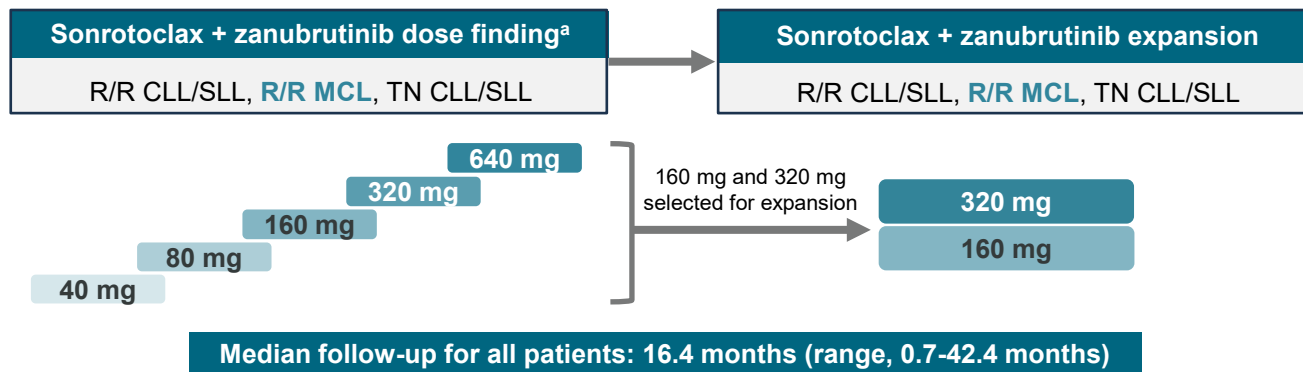 Sonrotoclax + zanubrutinib dose findingᵃ
R/R CLL/SLL, R/R MCL, TN CLL/SLL
Sonrotoclax + zanubrutinib expansion
R/R CLL/SLL, R/R MCL, TN CLL/SLL
640 mg
320 mg
160 mg
80 mg
40 mg
160 mg and 320 mg
selected for expansion
320 mg
160 mg
Median follow-up for all patients: 16.4 months (range, 0.7-42.4 months)